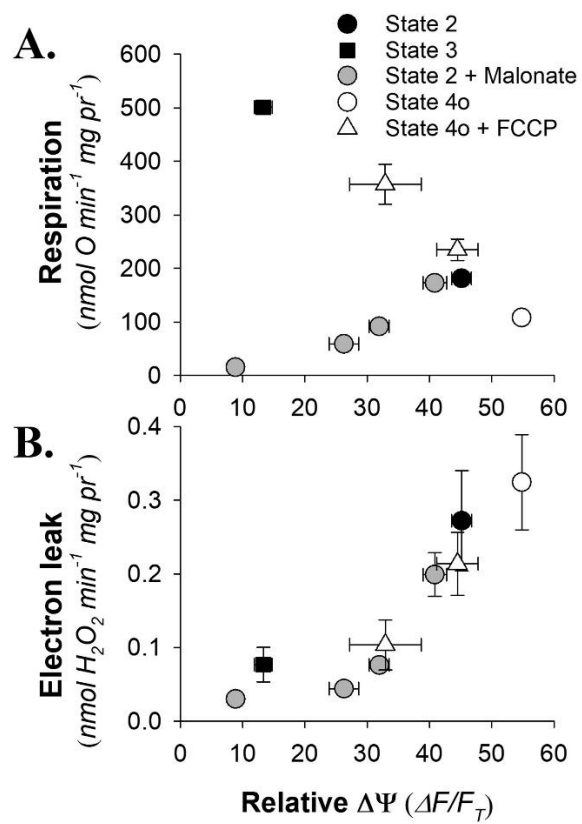 A.
State 2
State 3
State 2 + Malonate
State 4o
State 4o + FCCP
Respiration
(nmol O min⁻¹ mg pr⁻¹)
600
500
400
300
200
100
0
0 10 20 30 40 50 60
B.
Electron leak
(nmol H₂O₂ min⁻¹ mg pr⁻¹)
0.4
0.3
0.2
0.1
0.0
0 10 20 30 40 50 60
Relative ΔΨ (ΔF/F_T)